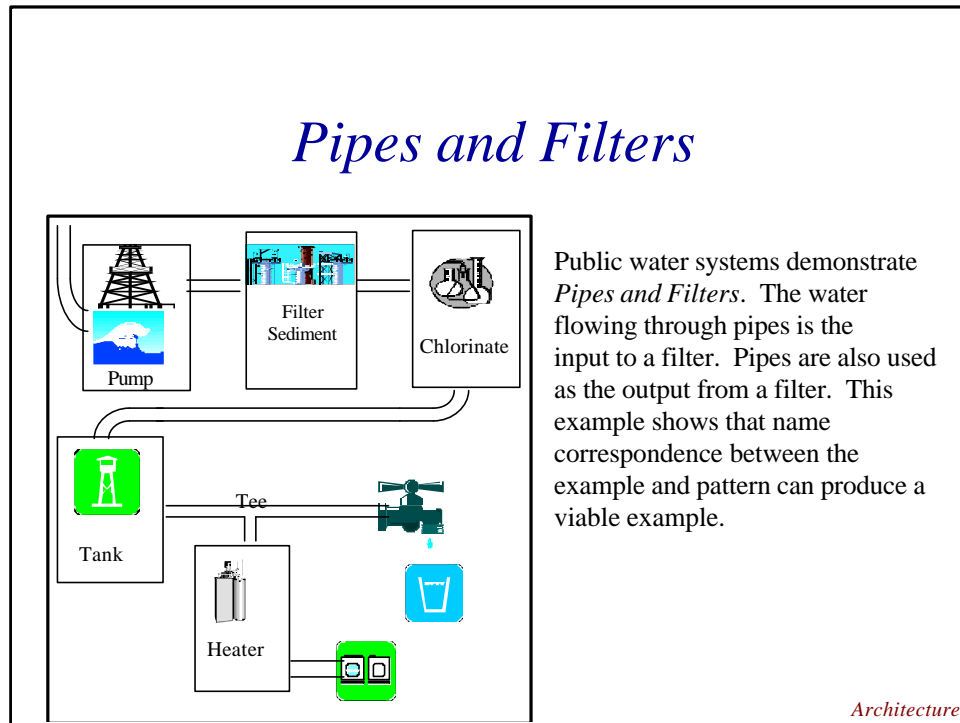 Pipes and Filters
Pump
Filter
Sediment
Chlorinate
Tank
Tee
Heater
Public water systems demonstrate
Pipes and Filters. The water
flowing through pipes is the
input to a filter. Pipes are also used
as the output from a filter. This
example shows that name
correspondence between the
example and pattern can produce a
viable example.
Architecture